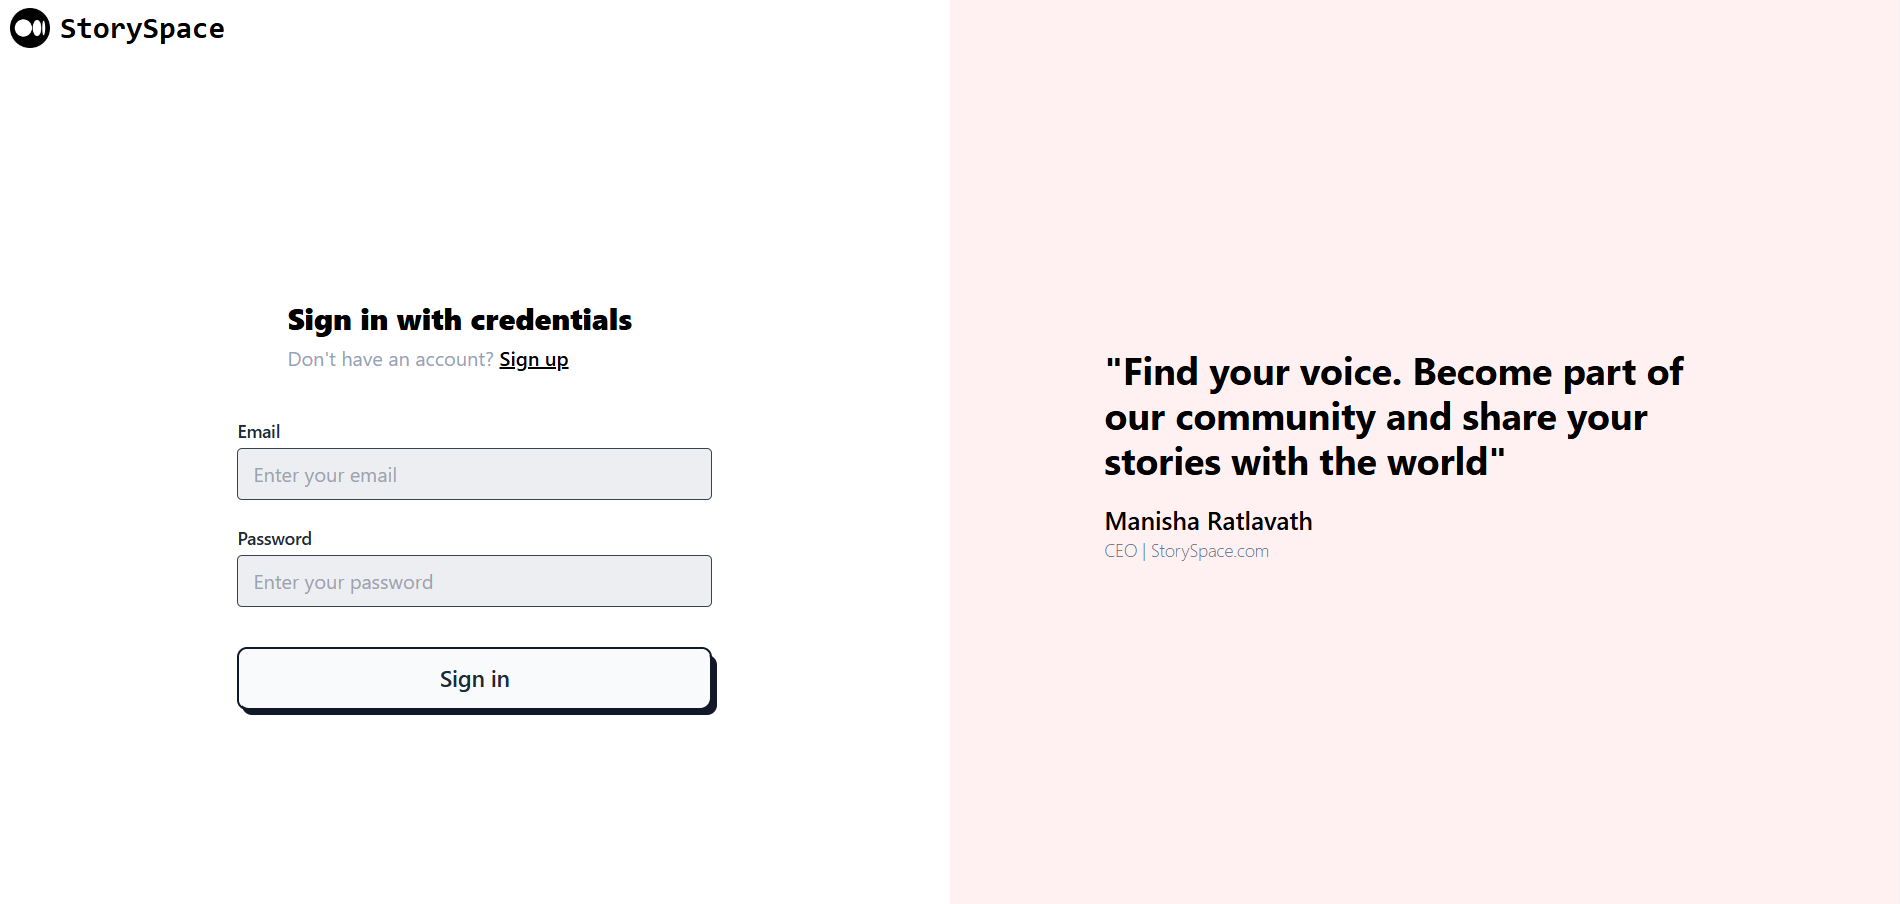 StorySpace
Sign in with credentials
Don't have an account? Sign up
Email
Enter your email
Password
Enter your password
Sign in
"Find your voice. Become part of
our community and share your
stories with the world"
Manisha Ratlavath
CEO | StorySpace.com